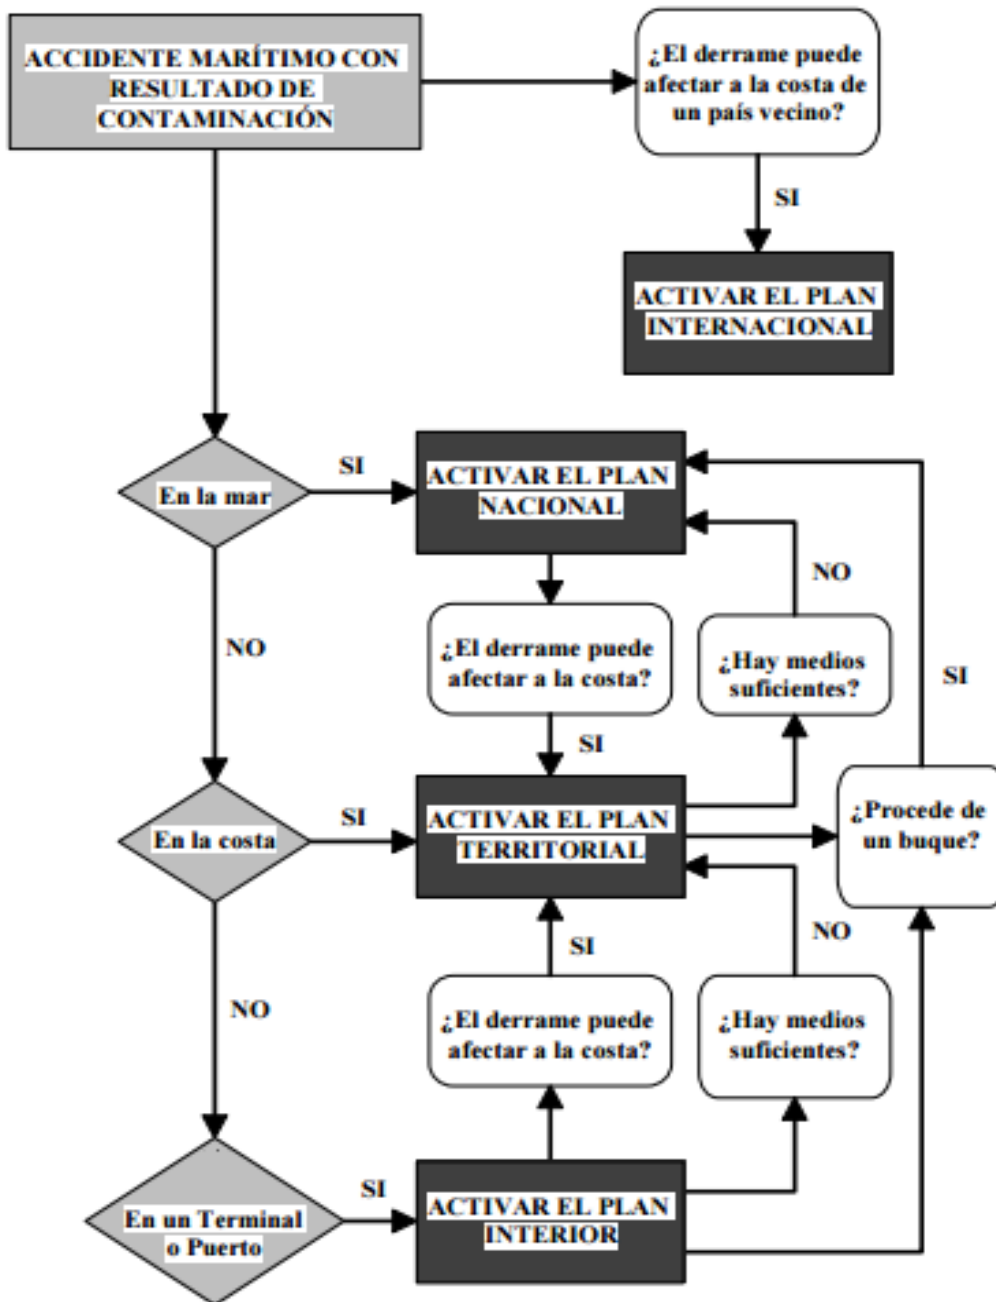 ACCIDENTE MARÍTIMO CON
RESULTADO DE
CONTAMINACIÓN
¿El derrame puede
afectar a la costa de
un país vecino?
SI
ACTIVAR EL PLAN
INTERNACIONAL
En la mar
SI
ACTIVAR EL PLAN
NACIONAL
NO
NO
¿El derrame puede
afectar a la costa?
¿Hay medios
suficientes?
SI
SI
En la costa
SI
ACTIVAR EL PLAN
TERRITORIAL
¿Procede de
un buque?
NO
SI
NO
¿El derrame puede
afectar a la costa?
¿Hay medios
suficientes?
En un Terminal
o Puerto
SI
ACTIVAR EL PLAN
INTERIOR